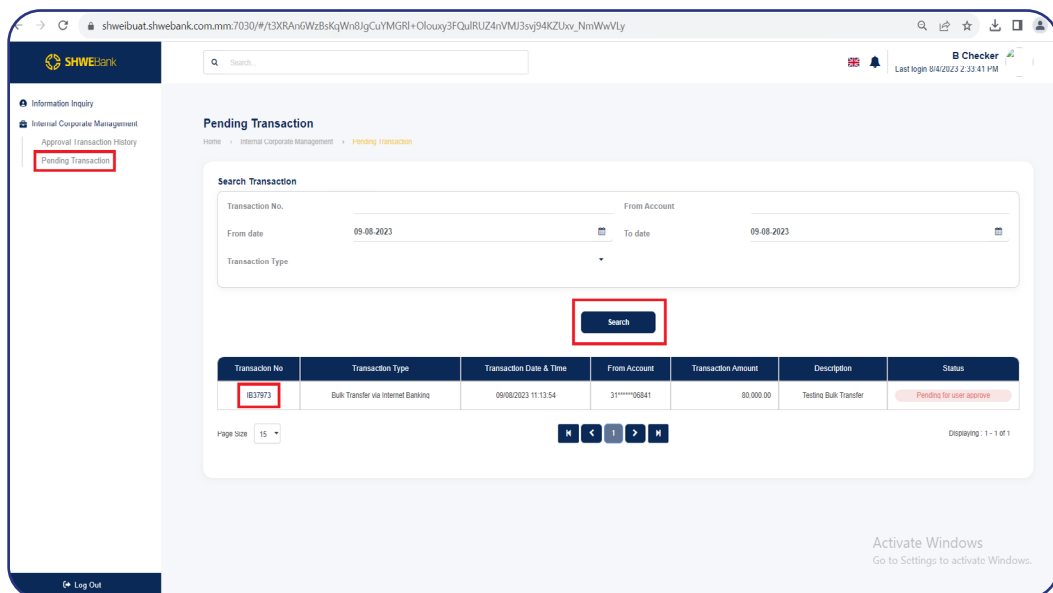 shweibuat.shwebank.com.mm:7030/#/t3XRAn6WzBsKqWn8JgCuYMGRl+Olouxy3FQulRUZ4nVMJ3svj94KZUxv_NmWwVLy
SHWEBank
Search..
B Checker
Last login 8/4/2023 2:33:41 PM
Information Inquiry
Internal Corporate Management
Approval Transaction History
Pending Transaction
Pending Transaction
Home › Internal Corporate Management › Pending Transaction
Search Transaction
Transaction No. From Account
From date 09-08-2023 To date 09-08-2023
Transaction Type
Search
Transacion No Transaction Type Transaction Date & Time From Account Transaction Amount Description Status
IB37973 Bulk Transfer via Internet Banking 09/08/2023 11:13:54 31******06841 80,000.00 Testing Bulk Transfer Pending for user approve
Page Size 15 1 Displaying : 1 - 1 of 1
Activate Windows
Go to Settings to activate Windows.
Log Out